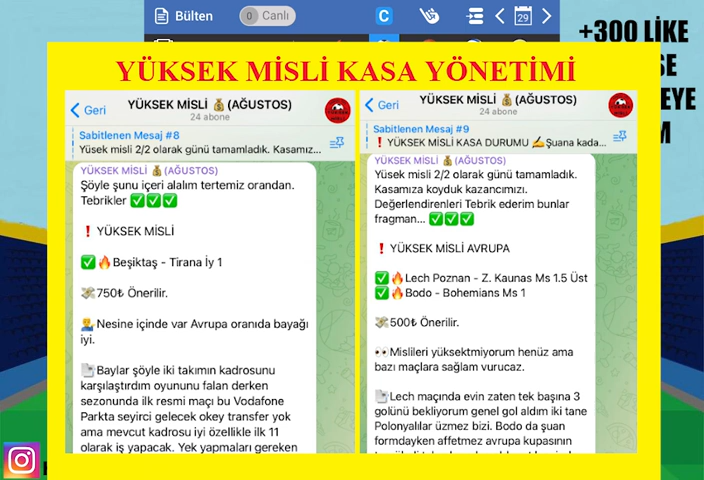 Bülten
0 Canlı
C
29
+300 LİKE
SE
EYE
M
YÜKSEK MİSLİ KASA YÖNETİMİ
Geri
YÜKSEK MİSLİ 💰(AĞUSTOS)
24 abone
Sabitlenen Mesaj #8
Yüsek misli 2/2 olarak günü tamamladık. Kasamız...
YÜKSEK MİSLİ 💰(AĞUSTOS)
Şöyle şunu içeri alalım tertemiz orandan.
Tebrikler ✅✅✅
❗ YÜKSEK MİSLİ
✅🔥Beşiktaş - Tirana İy 1
💸750₺ Önerilir.
🤷‍♂️Nesine içinde var Avrupa oranıda bayağı
iyi.
📑Baylar şöyle iki takımın kadrosunu
karşılaştırdım oyununu falan derken
sezonunda ilk resmi maçı bu Vodafone
Parkta seyirci gelecek okey transfer yok
ama mevcut kadrosu iyi özellikle ilk 11
olarak iş yapacak. Yek yapmaları gereken
Geri
YÜKSEK MİSLİ 💰(AĞUSTOS)
24 abone
Sabitlenen Mesaj #9
❗ YÜKSEK MİSLİ KASA DURUMU ✍️Şuana kada...
YÜKSEK MİSLİ 💰(AĞUSTOS)
Yüsek misli 2/2 olarak günü tamamladık.
Kasamıza koyduk kazancımızı.
Değerlendirenleri Tebrik ederim bunlar
fragman... ✅✅✅
❗ YÜKSEK MİSLİ AVRUPA
✅🔥Lech Poznan - Z. Kaunas Ms 1.5 Üst
✅🔥Bodo - Bohemians Ms 1
💸500₺ Önerilir.
👀Mislileri yüksektmiyorum henüz ama
bazı maçlara sağlam vurucaz.
📑Lech maçında evin zaten tek başına 3
golünü bekliyorum genel gol aldım iki tane
Polonyalılar üzmez bizi. Bodo da şuan
formdayken affetmez avrupa kupasının